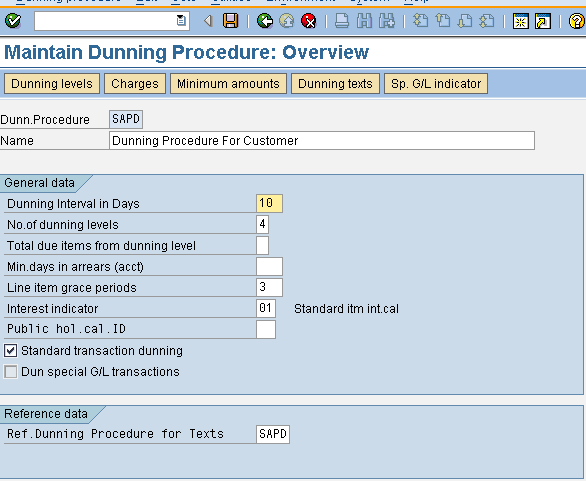 Maintain Dunning Procedure: Overview
Dunning levels Charges Minimum amounts Dunning texts Sp. G/L indicator
Dunn.Procedure SAPD
Name Dunning Procedure For Customer
General data
Dunning Interval in Days 10
No.of dunning levels 4
Total due items from dunning level
Min.days in arrears (acct)
Line item grace periods 3
Interest indicator 01 Standard itm int.cal
Public hol.cal.ID
Standard transaction dunning
Dun special G/L transactions
Reference data
Ref.Dunning Procedure for Texts SAPD